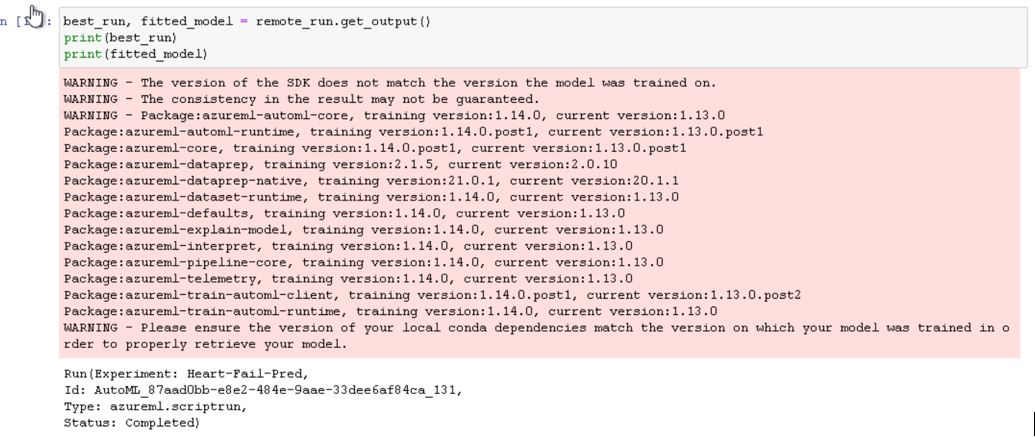 n [ ]: best_run, fitted_model = remote_run.get_output()
print(best_run)
print(fitted_model)
WARNING - The version of the SDK does not match the version the model was trained on.
WARNING - The consistency in the result may not be guaranteed.
WARNING - Package:azureml-automl-core, training version:1.14.0, current version:1.13.0
Package:azureml-automl-runtime, training version:1.14.0.post1, current version:1.13.0.post1
Package:azureml-core, training version:1.14.0.post1, current version:1.13.0.post1
Package:azureml-dataprep, training version:2.1.5, current version:2.0.10
Package:azureml-dataprep-native, training version:21.0.1, current version:20.1.1
Package:azureml-dataset-runtime, training version:1.14.0, current version:1.13.0
Package:azureml-defaults, training version:1.14.0, current version:1.13.0
Package:azureml-explain-model, training version:1.14.0, current version:1.13.0
Package:azureml-interpret, training version:1.14.0, current version:1.13.0
Package:azureml-pipeline-core, training version:1.14.0, current version:1.13.0
Package:azureml-telemetry, training version:1.14.0, current version:1.13.0
Package:azureml-train-automl-client, training version:1.14.0.post1, current version:1.13.0.post2
Package:azureml-train-automl-runtime, training version:1.14.0, current version:1.13.0
WARNING - Please ensure the version of your local conda dependencies match the version on which your model was trained in o
rder to properly retrieve your model.
Run(Experiment: Heart-Fail-Pred,
Id: AutoML_87aad0bb-e8e2-484e-9aae-33dee6af84ca_131,
Type: azureml.scriptrun,
Status: Completed)